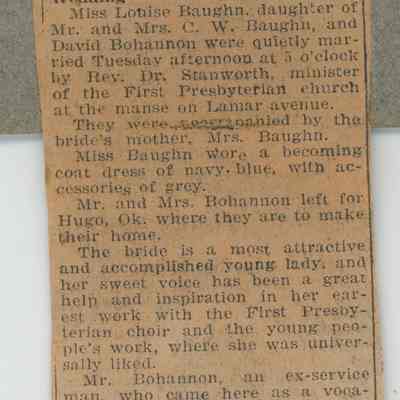 Miss Louise Baughn, daughter of
Mr. and Mrs. C. W. Baughn, and
David Bohannon were quietly mar-
ried Tuesday afternoon at 5 o'clock
by Rev. Dr. Stanworth, minister
of the First Presbyterian church
at the manse on Lamar avenue.
They were accompanied by the
bride's mother, Mrs. Baughn.
Miss Baughn wore a becoming
coat dress of navy blue, with ac-
cessories of grey.
Mr. and Mrs. Bohannon left for
Hugo, Ok. where they are to make
their home.
The bride is a most attractive
and accomplished young lady, and
her sweet voice has been a great
help and inspiration in her ear-
est work with the First Presby-
terian choir and the young peo-
ple's work, where she was univer-
sally liked.
Mr. Bohannon, an ex-service
man, who came here as a voca-